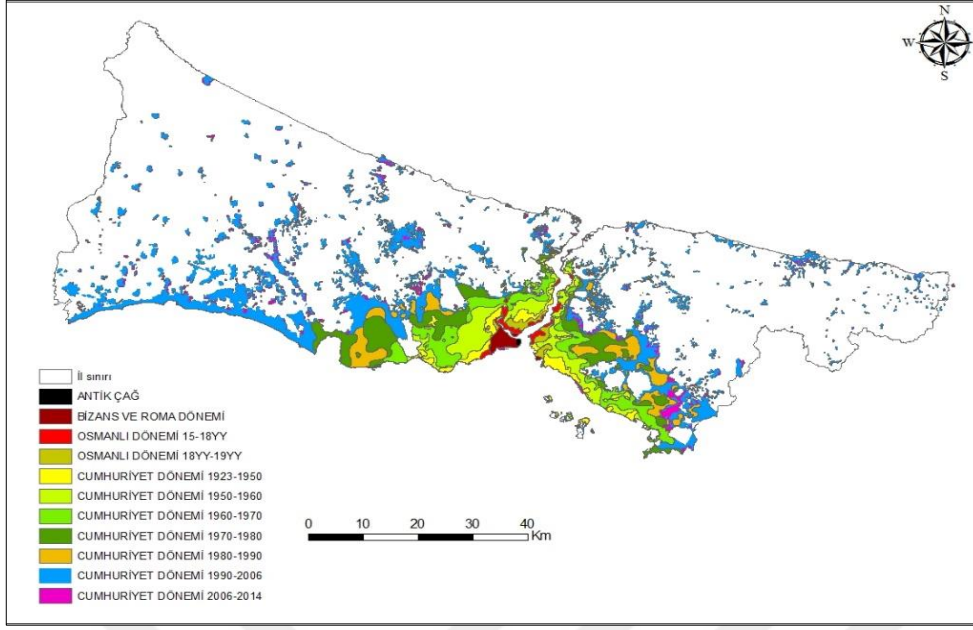 N
W
S
İl sınırı
ANTİK ÇAĞ
BİZANS VE ROMA DÖNEMİ
OSMANLI DÖNEMİ 15-18YY
OSMANLI DÖNEMİ 18YY-19YY
CUMHURİYET DÖNEMİ 1923-1950
CUMHURİYET DÖNEMİ 1950-1960
CUMHURİYET DÖNEMİ 1960-1970
CUMHURİYET DÖNEMİ 1970-1980
CUMHURİYET DÖNEMİ 1980-1990
CUMHURİYET DÖNEMİ 1990-2006
CUMHURİYET DÖNEMİ 2006-2014
0 10 20 30 40
Km